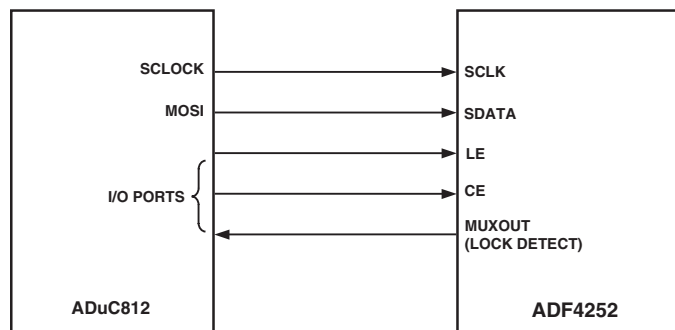 SCLOCK
SCLK
MOSI
SDATA
LE
I/O PORTS
CE
MUXOUT
(LOCK DETECT)
ADuC812
ADF4252